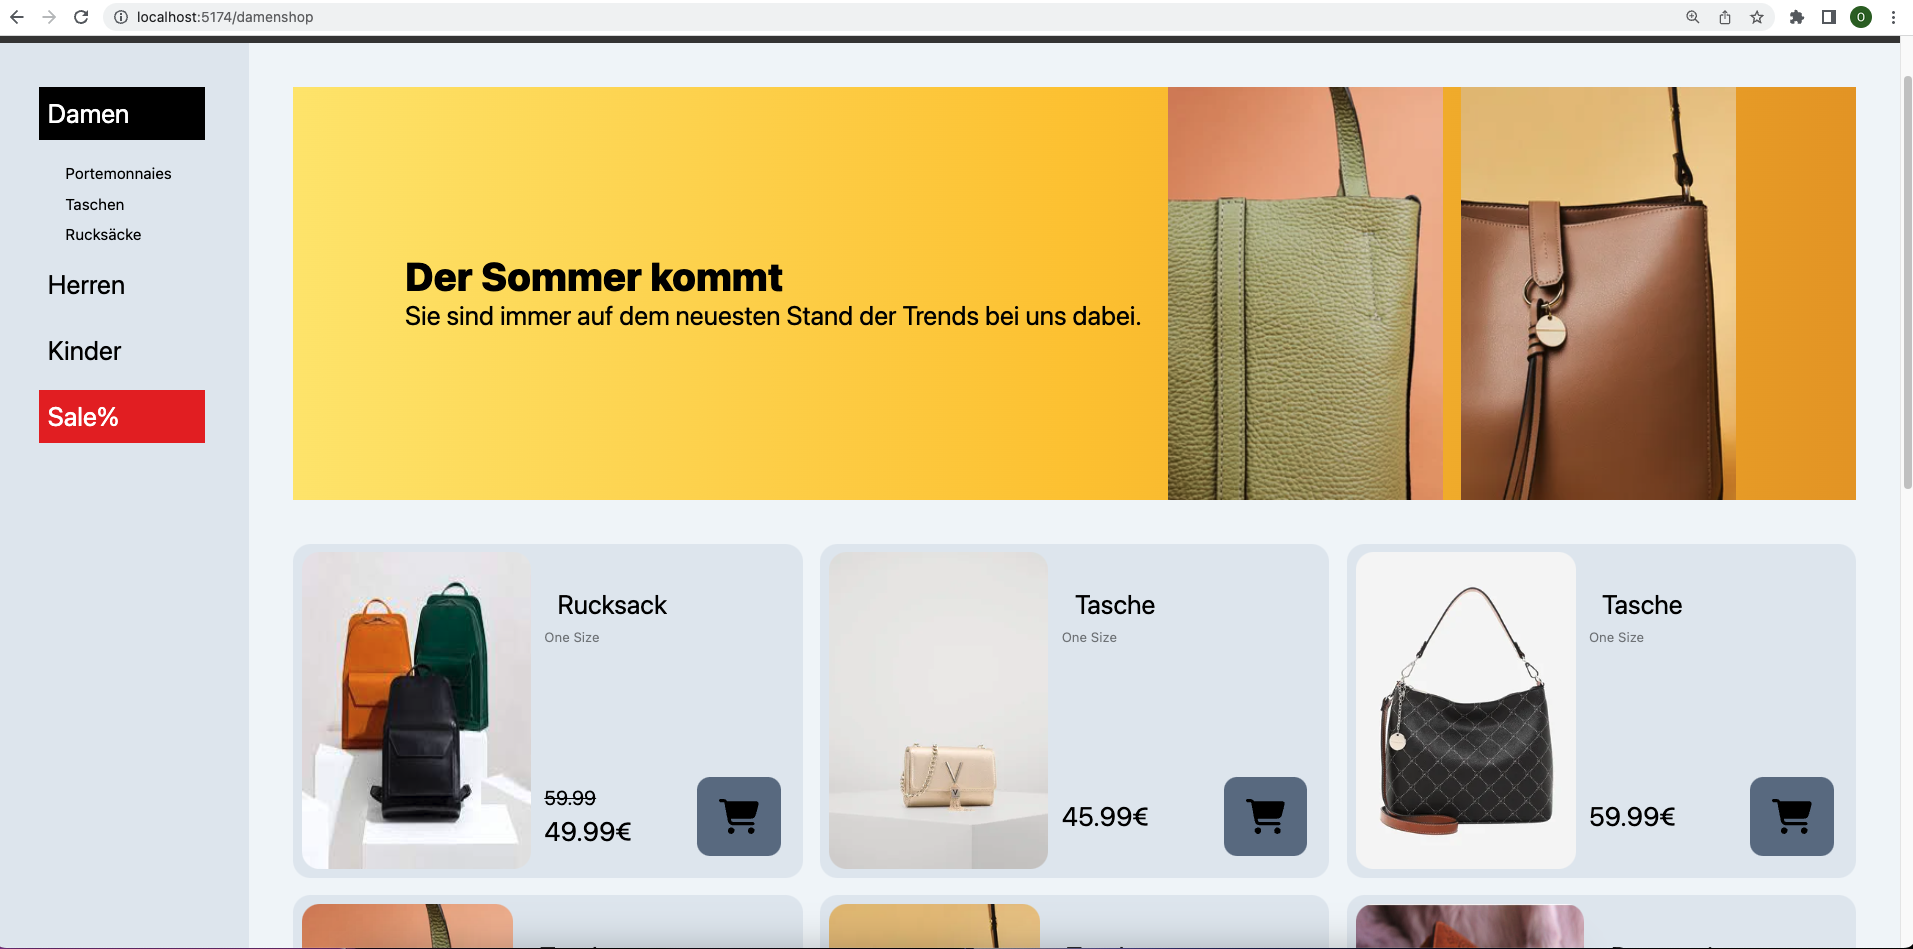 localhost:5174/damenshop
O
Damen
Portemonnaies
Taschen
Rucksäcke
Herren
Kinder
Sale%
Der Sommer kommt
Sie sind immer auf dem neuesten Stand der Trends bei uns dabei.
Rucksack
One Size
59.99
49.99€
Tasche
One Size
45.99€
Tasche
One Size
59.99€